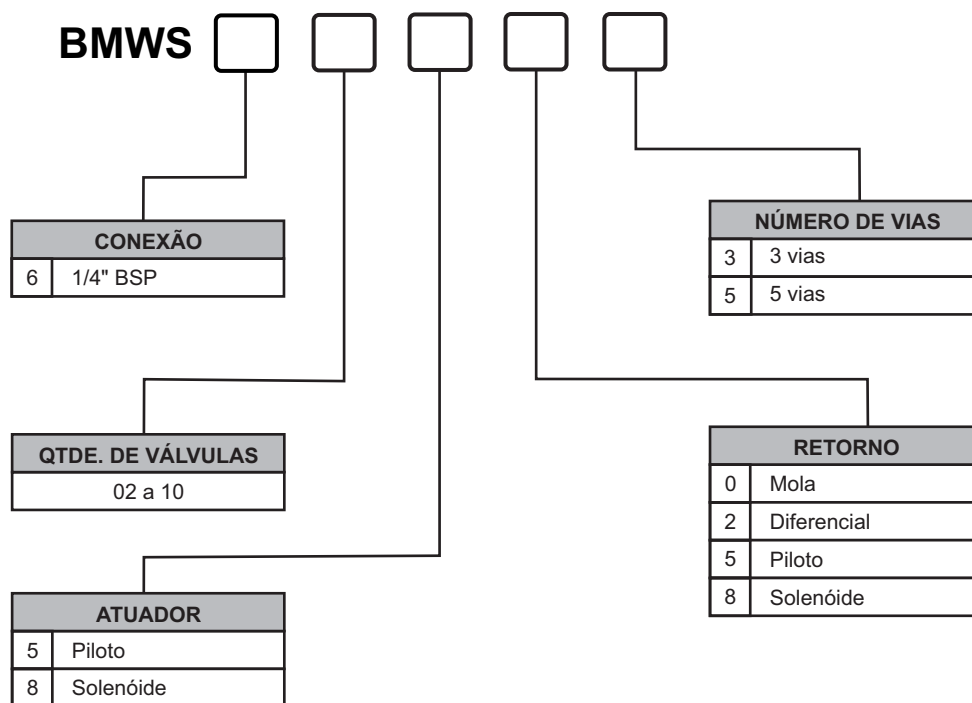 BMWS
CONEXÃO
6 1/4" BSP
QTDE. DE VÁLVULAS
02 a 10
ATUADOR
5 Piloto
8 Solenóide
NÚMERO DE VIAS
3 3 vias
5 5 vias
RETORNO
0 Mola
2 Diferencial
5 Piloto
8 Solenóide